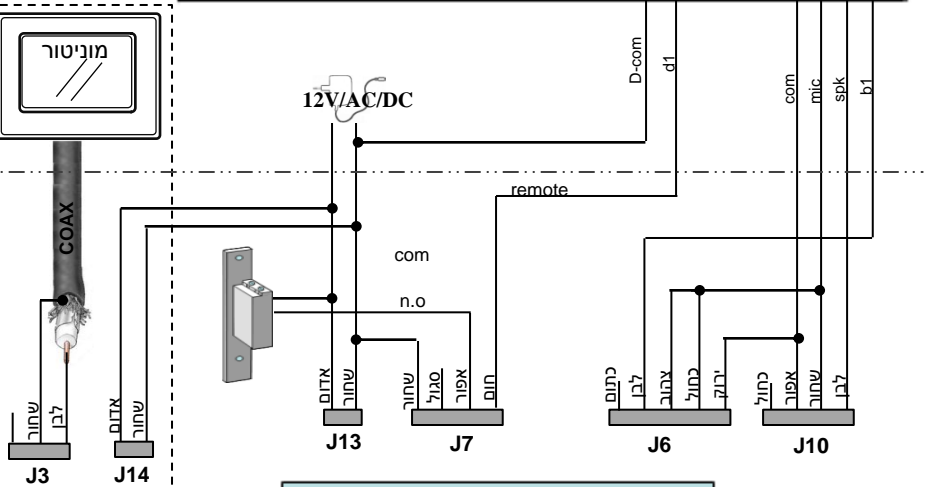 מוניטור
12V/AC/DC
D-com
d1
com
mic
spk
b1
remote
COAX
com
n.o
שחור
לבן
אדום
שחור
אדום
שחור
שחור
סגול
אפור
חום
כתום
לבן
צהוב
כחול
ירוק
כחול
אפור
שחור
לבן
J3
J14
J13
J7
J6
J10